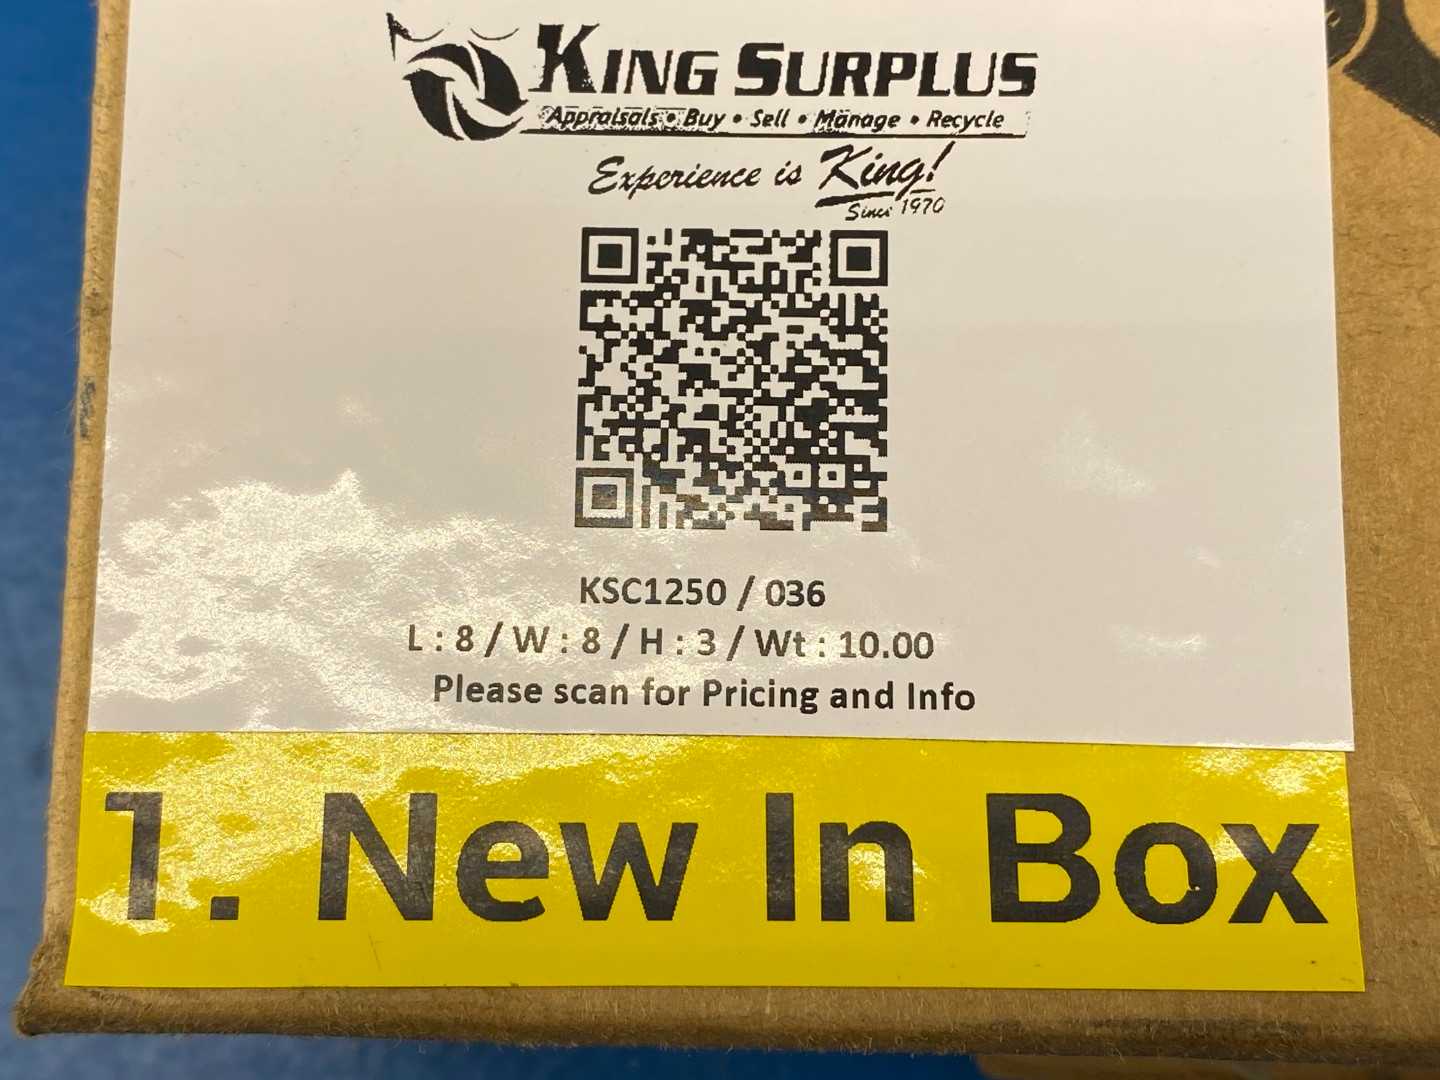 KING SURPLUS
Appraisals • Buy • Sell • Manage • Recycle
Experience is King!
Since 1970
KSC1250 / 036
L : 8 / W : 8 / H : 3 / Wt : 10.00
Please scan for Pricing and Info
1. New In Box